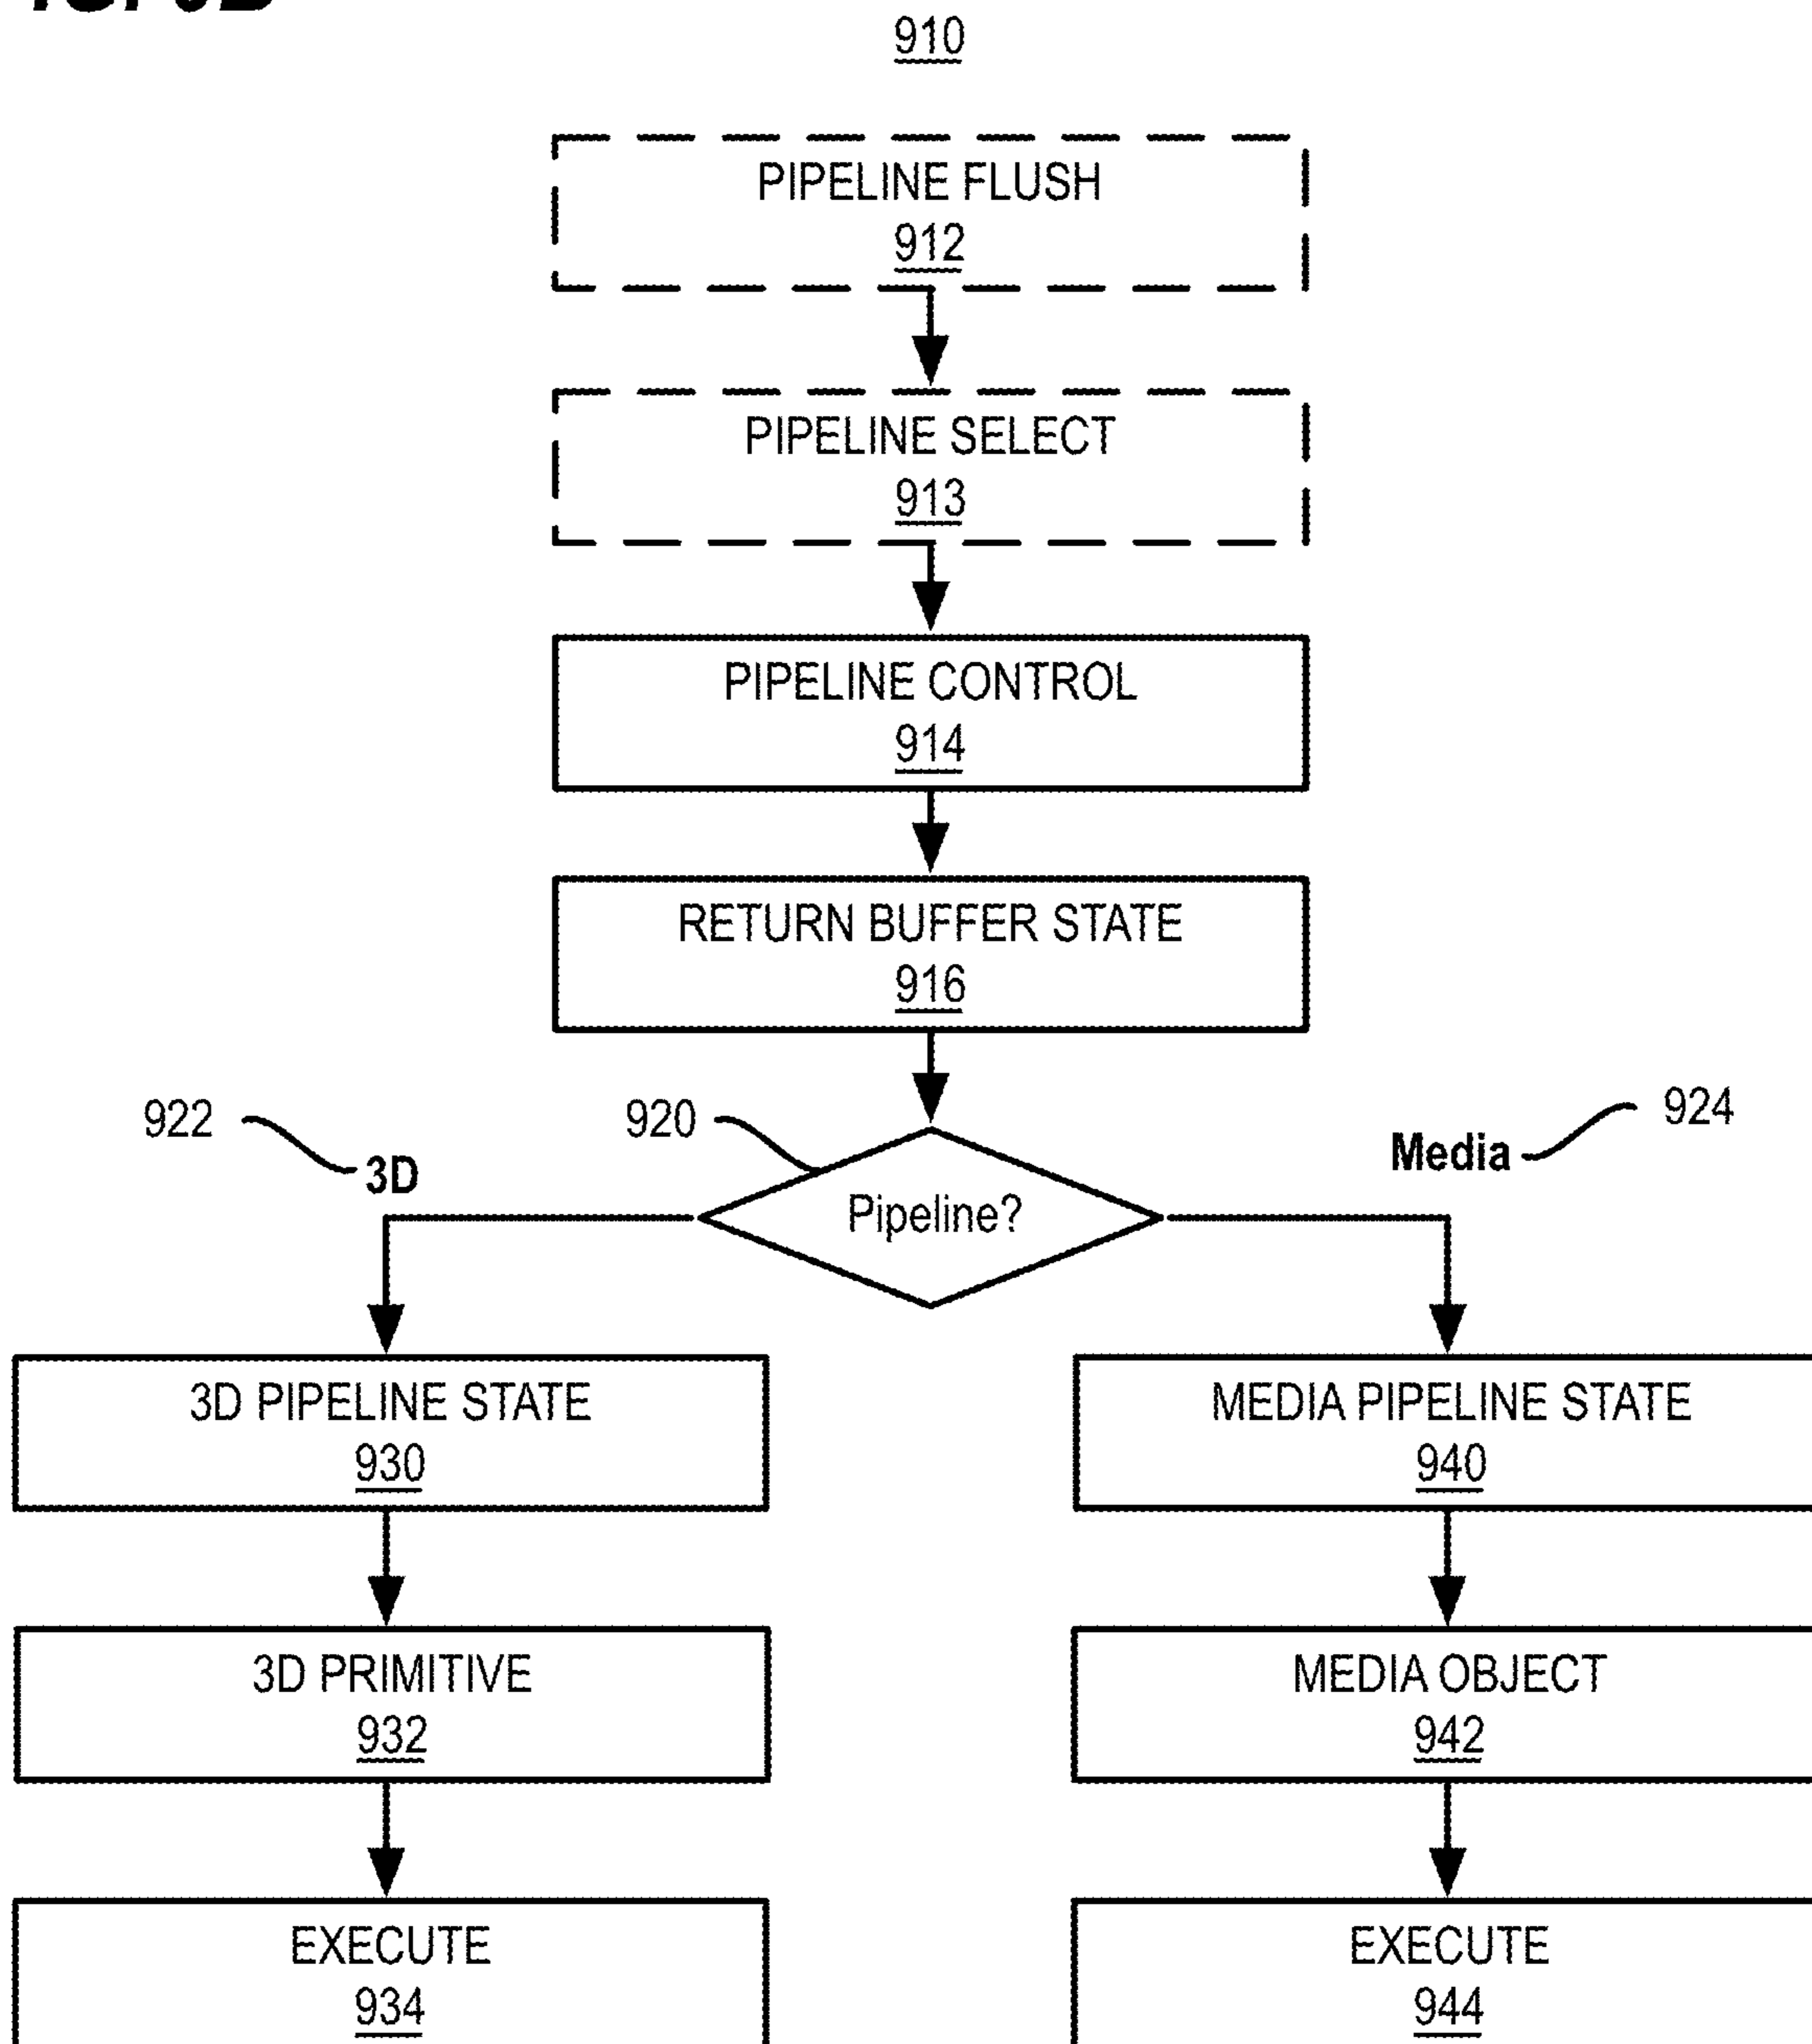 910
PIPELINE FLUSH
912
PIPELINE SELECT
913
PIPELINE CONTROL
914
RETURN BUFFER STATE
916
922
920
924
3D
Media
Pipeline?
3D PIPELINE STATE
930
MEDIA PIPELINE STATE
940
3D PRIMITIVE
932
MEDIA OBJECT
942
EXECUTE
934
EXECUTE
944